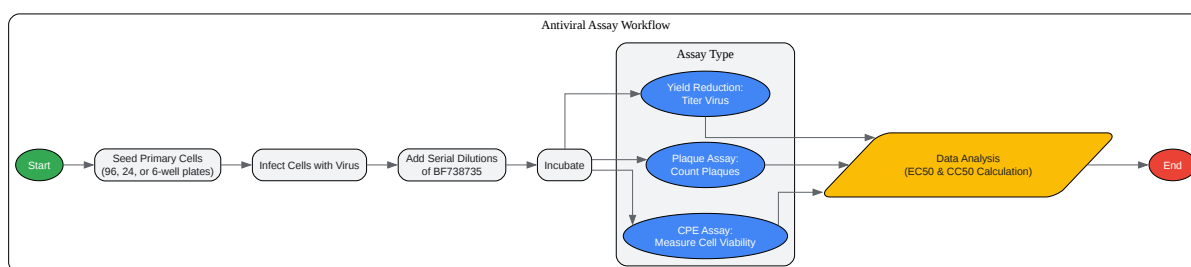 Antiviral Assay Workflow
Assay Type
Yield Reduction:
Titer Virus
Start
Seed Primary Cells
(96, 24, or 6-well plates)
Infect Cells with Virus
Add Serial Dilutions
of BF738735
Incubate
Plaque Assay:
Count Plaques
Data Analysis
(EC50 & CC50 Calculation)
End
CPE Assay:
Measure Cell Viability